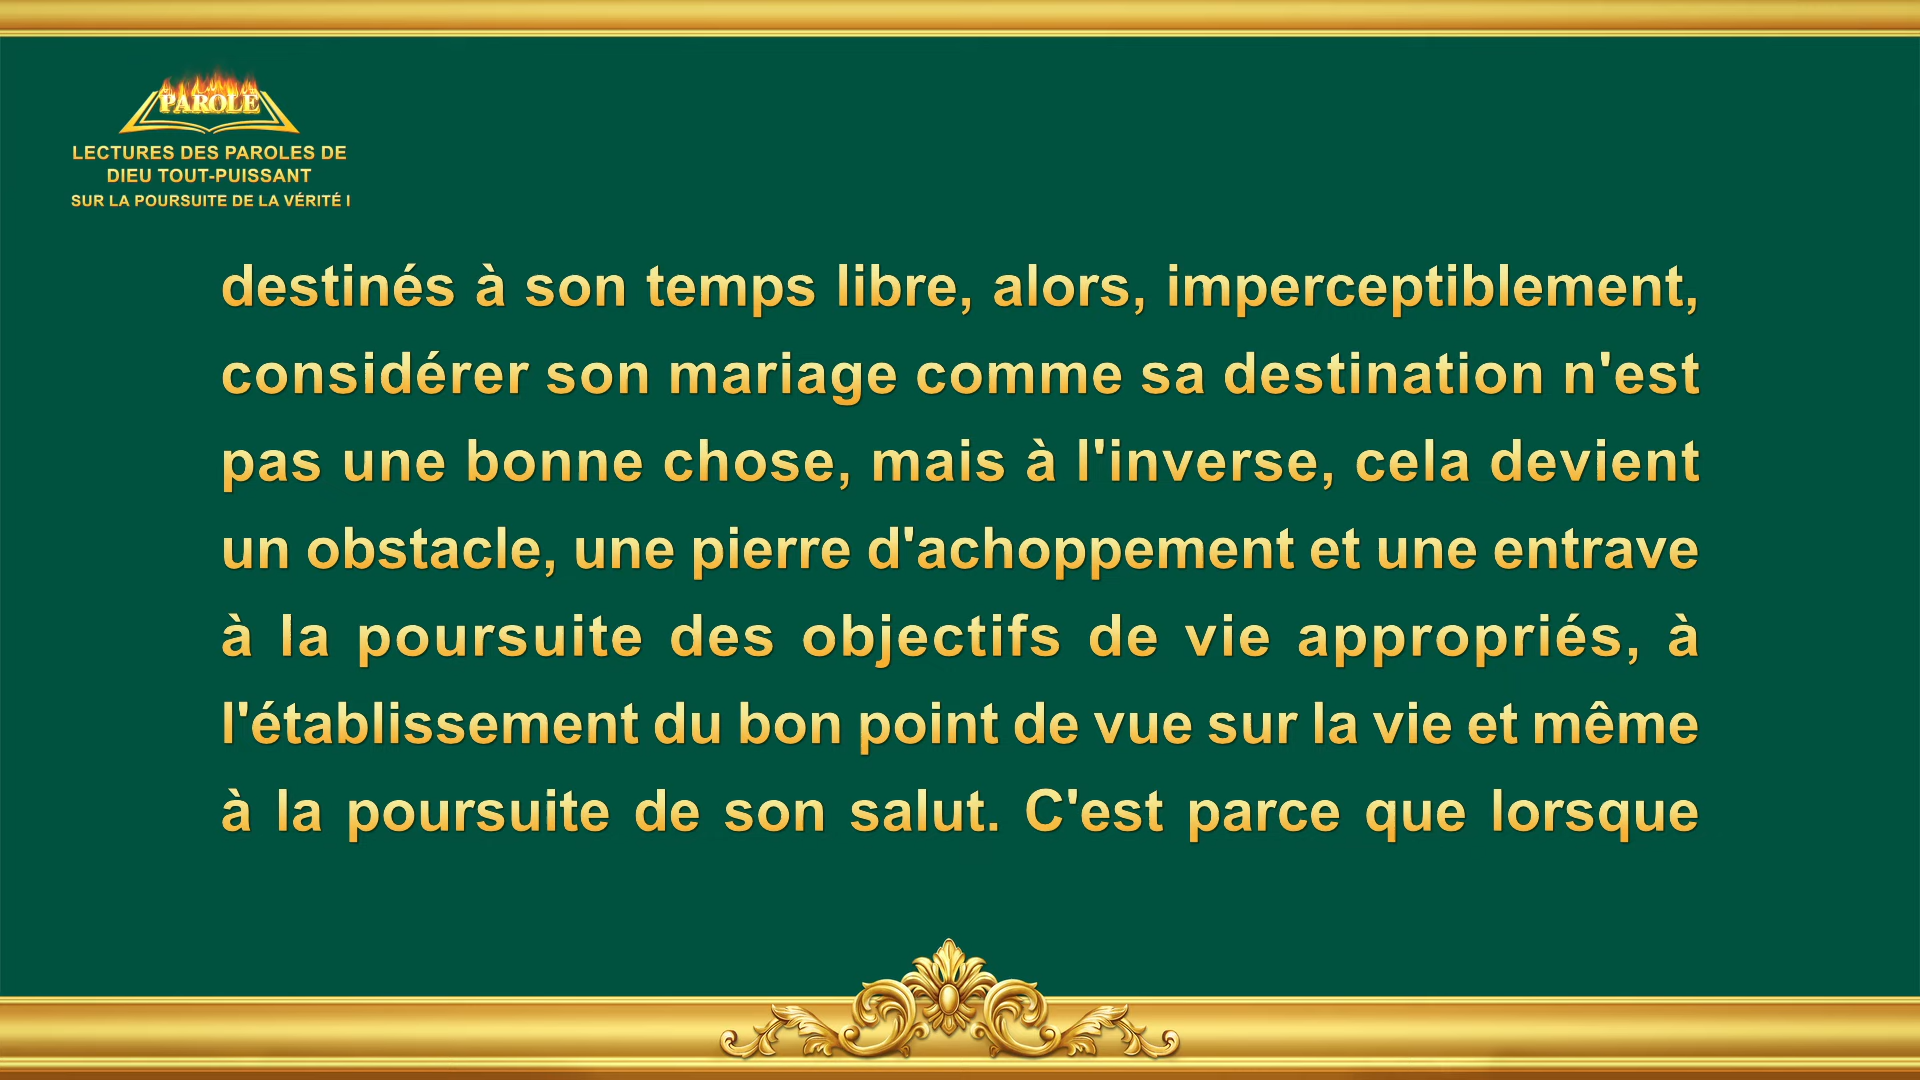 PAROLE
LECTURES DES PAROLES DE
DIEU TOUT-PUISSANT
SUR LA POURSUITE DE LA VÉRITÉ I
destinés à son temps libre, alors, imperceptiblement,
considérer son mariage comme sa destination n'est
pas une bonne chose, mais à l'inverse, cela devient
un obstacle, une pierre d'achoppement et une entrave
à la poursuite des objectifs de vie appropriés, à
l'établissement du bon point de vue sur la vie et même
à la poursuite de son salut. C'est parce que lorsque